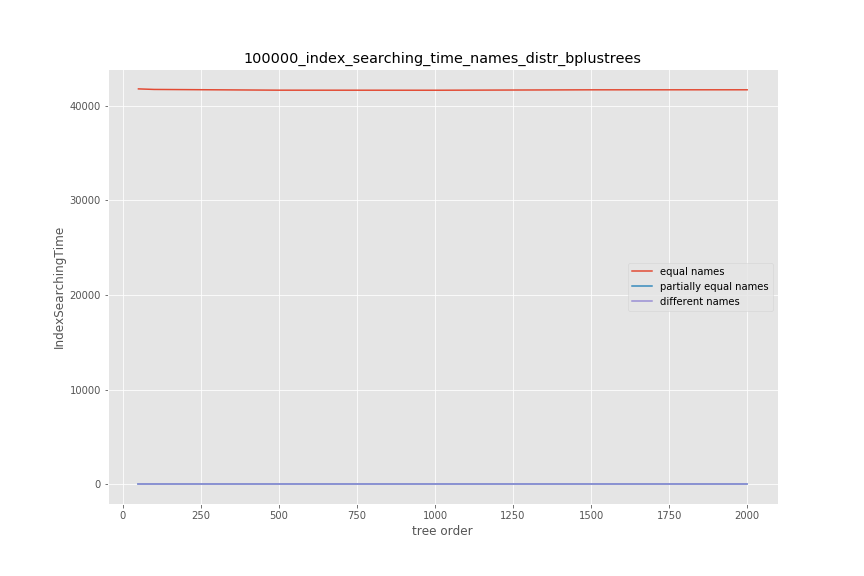 100000_index_searching_time_names_distr_bplustrees
40000
30000
20000
10000
0
IndexSearchingTime
equal names
partially equal names
different names
0 250 500 750 1000 1250 1500 1750 2000
tree order